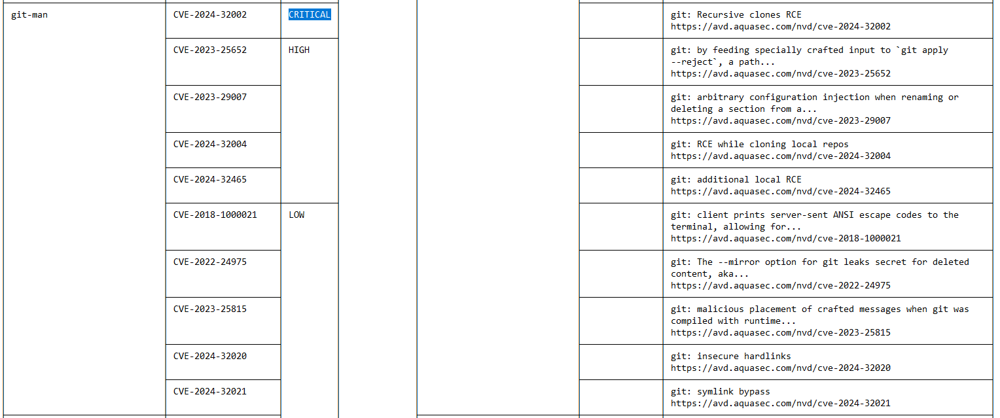 git-man CVE-2024-32002 CRITICAL git: Recursive clones RCE
https://avd.aquasec.com/nvd/cve-2024-32002
CVE-2023-25652 HIGH git: by feeding specially crafted input to `git apply
--reject`, a path...
https://avd.aquasec.com/nvd/cve-2023-25652
CVE-2023-29007 git: arbitrary configuration injection when renaming or
deleting a section from a...
https://avd.aquasec.com/nvd/cve-2023-29007
CVE-2024-32004 git: RCE while cloning local repos
https://avd.aquasec.com/nvd/cve-2024-32004
CVE-2024-32465 git: additional local RCE
https://avd.aquasec.com/nvd/cve-2024-32465
CVE-2018-1000021 LOW git: client prints server-sent ANSI escape codes to the
terminal, allowing for...
https://avd.aquasec.com/nvd/cve-2018-1000021
CVE-2022-24975 git: The --mirror option for git leaks secret for deleted
content, aka...
https://avd.aquasec.com/nvd/cve-2022-24975
CVE-2023-25815 git: malicious placement of crafted messages when git was
compiled with runtime...
https://avd.aquasec.com/nvd/cve-2023-25815
CVE-2024-32020 git: insecure hardlinks
https://avd.aquasec.com/nvd/cve-2024-32020
CVE-2024-32021 git: symlink bypass
https://avd.aquasec.com/nvd/cve-2024-32021